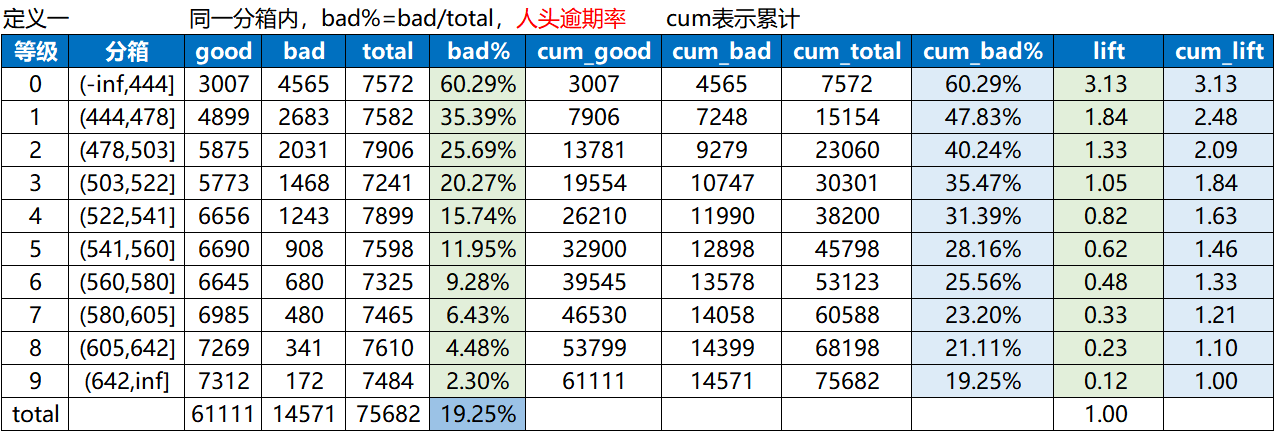 定义一 同一分箱内，bad%=bad/total，人头逾期率 cum表示累计
等级 分箱 good bad total bad% cum_good cum_bad cum_total cum_bad% lift cum_lift
0 (-inf,444] 3007 4565 7572 60.29% 3007 4565 7572 60.29% 3.13 3.13
1 (444,478] 4899 2683 7582 35.39% 7906 7248 15154 47.83% 1.84 2.48
2 (478,503] 5875 2031 7906 25.69% 13781 9279 23060 40.24% 1.33 2.09
3 (503,522] 5773 1468 7241 20.27% 19554 10747 30301 35.47% 1.05 1.84
4 (522,541] 6656 1243 7899 15.74% 26210 11990 38200 31.39% 0.82 1.63
5 (541,560] 6690 908 7598 11.95% 32900 12898 45798 28.16% 0.62 1.46
6 (560,580] 6645 680 7325 9.28% 39545 13578 53123 25.56% 0.48 1.33
7 (580,605] 6985 480 7465 6.43% 46530 14058 60588 23.20% 0.33 1.21
8 (605,642] 7269 341 7610 4.48% 53799 14399 68198 21.11% 0.23 1.10
9 (642,inf] 7312 172 7484 2.30% 61111 14571 75682 19.25% 0.12 1.00
total 61111 14571 75682 19.25% 1.00